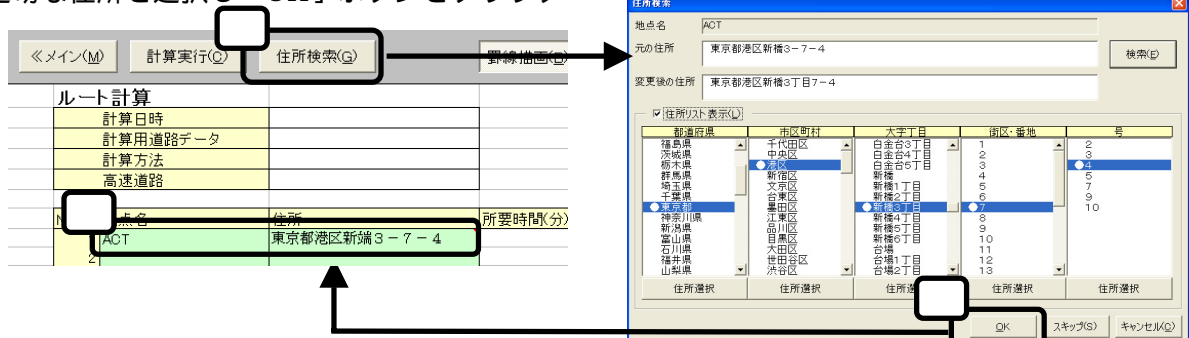 住所検索
≪メイン(M)
計算実行(C)
住所検索(G)
罫線描画(B)
ルート計算
計算日時
計算用道路データ
計算方法
高速道路
住所
所要時間(分)
ACT
東京都港区新端３－７－４
2
地点名
ACT
元の住所
東京都港区新橋3-7-4
検索(E)
変更後の住所
東京都港区新橋3丁目7-4
住所リスト表示(L)
都道府県
市区町村
大字丁目
街区・番地
号
福島県
茨城県
栃木県
群馬県
埼玉県
千葉県
●東京都
神奈川県
新潟県
富山県
石川県
福井県
山梨県
千代田区
中央区
●港区
新宿区
文京区
台東区
墨田区
江東区
品川区
目黒区
大田区
世田谷区
渋谷区
白金台3丁目
白金台4丁目
白金台5丁目
新橋
新橋1丁目
新橋2丁目
●新橋3丁目
新橋4丁目
新橋5丁目
新橋6丁目
台場
台場1丁目
台場2丁目
1
2
3
4
5
6
●7
8
9
10
11
12
13
2
3
●4
5
7
9
10
住所選択
住所選択
住所選
住所選択
住所選択
OK
スキップ(S)
キャンセル(C)